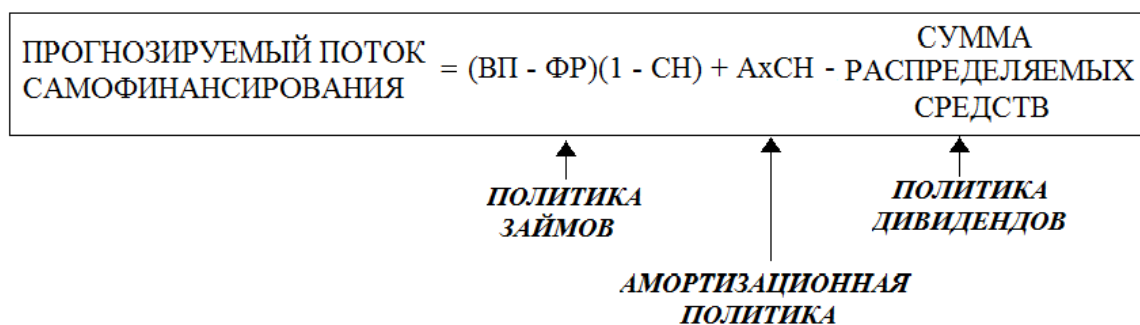 ПРОГНОЗИРУЕМЫЙ ПОТОК
САМОФИНАНСИРОВАНИЯ
= (ВП - ФР)(1 - СН) + АхСН -
СУММА
РАСПРЕДЕЛЯЕМЫХ
СРЕДСТВ
ПОЛИТИКА
ЗАЙМОВ
ПОЛИТИКА
ДИВИДЕНДОВ
АМОРТИЗАЦИОННАЯ
ПОЛИТИКА